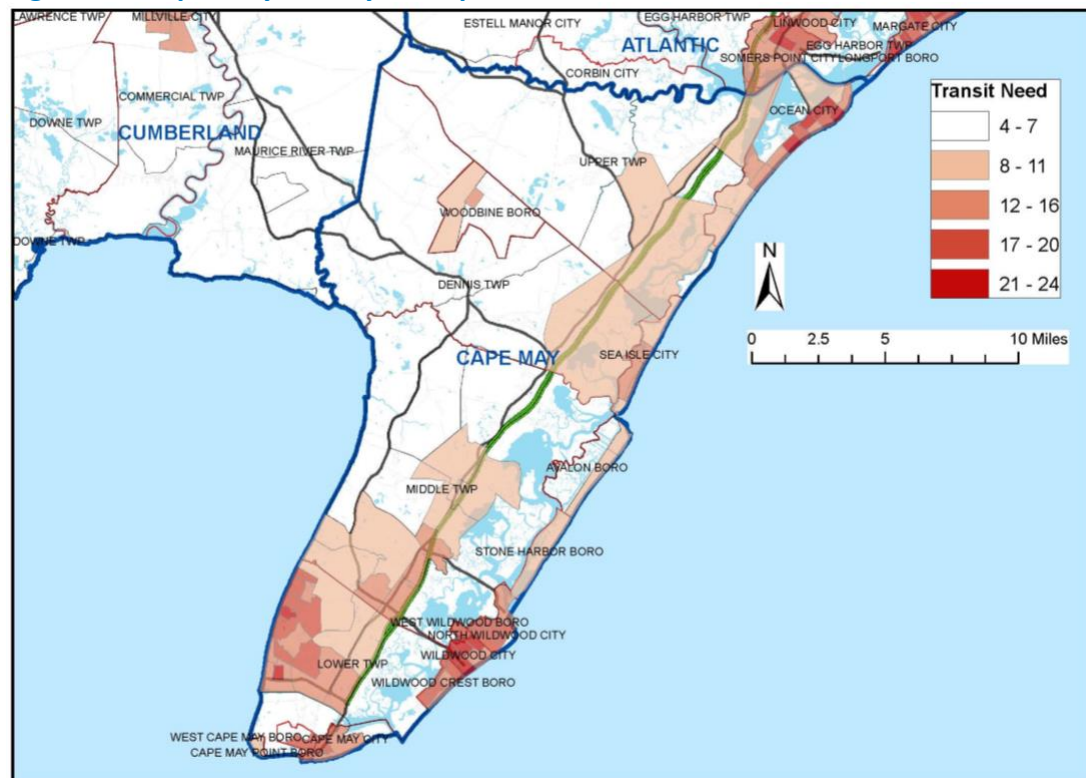 LAWRENCE TWP
MILLVILLE CITY
ESTELL MANOR CITY
EGG HARBOR TWP
LINWOOD CITY
MARGATE CITY
ATLANTIC
EGG HARBOR TWP
SOMERS POINT CITY
LONGPORT BORO
CORBIN CITY
COMMERCIAL TWP
DOWNE TWP
CUMBERLAND
MAURICE RIVER TWP
OCEAN CITY
UPPER TWP
WOODBINE BORO
DOWNE TWP
DENNIS TWP
CAPE MAY
SEA ISLE CITY
AVALON BORO
MIDDLE TWP
STONE HARBOR BORO
WEST WILDWOOD BORO
NORTH WILDWOOD CITY
WILDWOOD CITY
LOWER TWP
WILDWOOD CREST BORO
WEST CAPE MAY BORO
CAPE MAY CITY
CAPE MAY POINT BORO
Transit Need
4 - 7
8 - 11
12 - 16
17 - 20
21 - 24
N
0 2.5 5 10 Miles